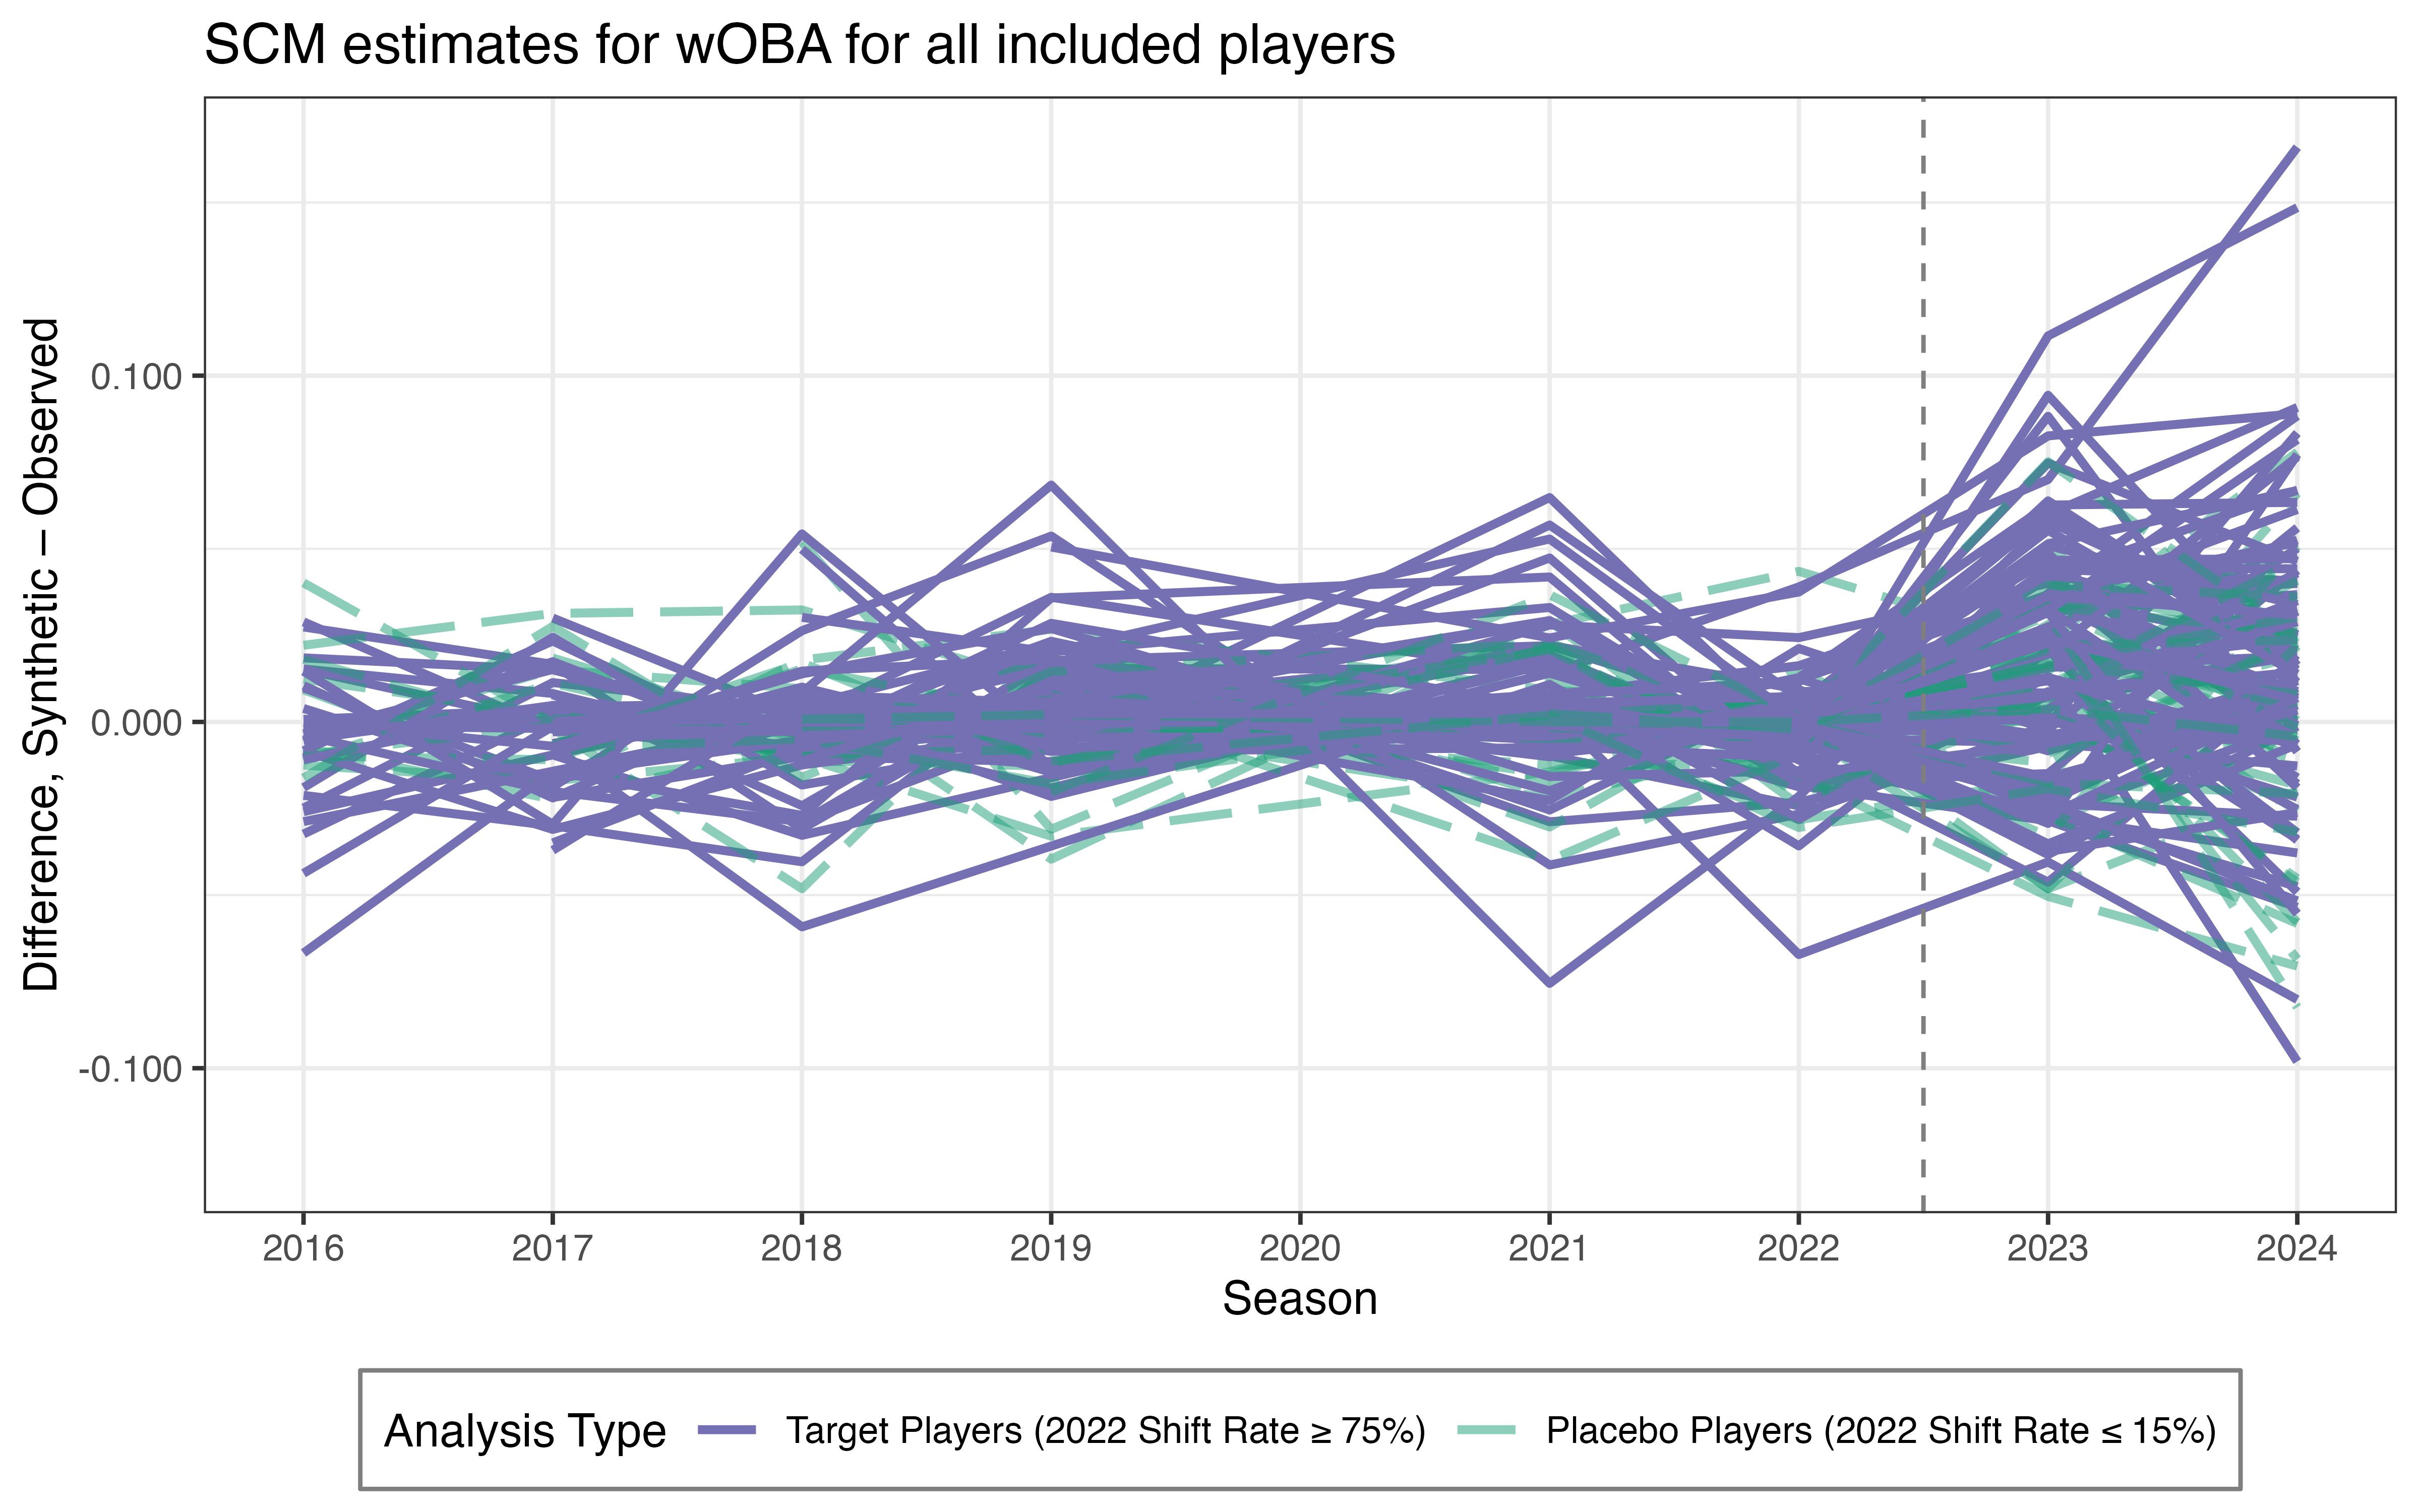 SCM estimates for wOBA for all included players
Difference, Synthetic – Observed
0.100
0.000
-0.100
2016 2017 2018 2019 2020 2021 2022 2023 2024
Season
Analysis Type Target Players (2022 Shift Rate ≥ 75%) Placebo Players (2022 Shift Rate ≤ 15%)